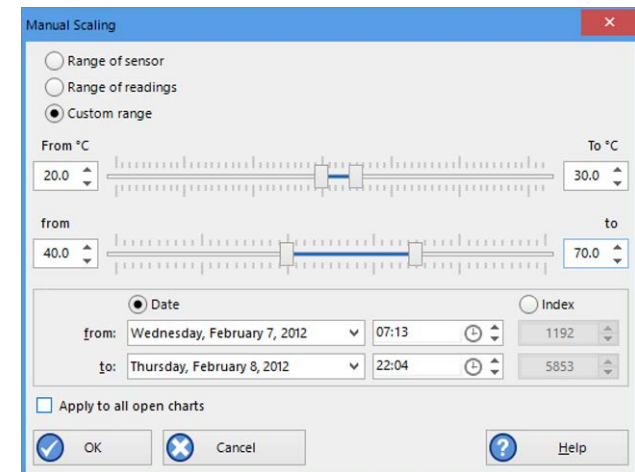 Manual Scaling
Range of sensor
Range of readings
Custom range
From °C To °C
20.0 30.0
from to
40.0 70.0
Date Index
from: Wednesday, February 7, 2012 07:13 1192
to: Thursday, February 8, 2012 22:04 5853
Apply to all open charts
OK Cancel Help